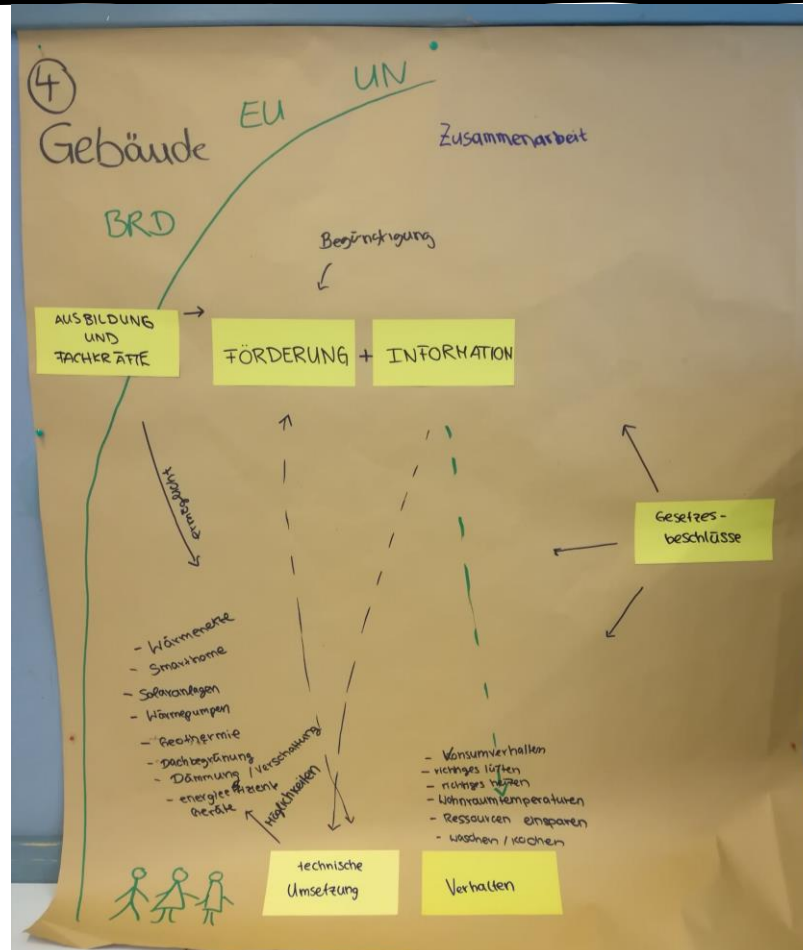 4
Gebäude
BRD
EU
UN
Zusammenarbeit
Begünstigung
AUSBILDUNG
UND
FACHKRÄFTE
FÖRDERUNG + INFORMATION
ermöglicht
Gesetzes-
beschlüsse
- Wärmenetze
- Smarthome
- Solaranlagen
- Wärmepumpen
- Geothermie
- Dachbegrünung
- Dämmung / Verschattung
- energieeffiziente
Geräte
Möglichkeiten
- Konsumverhalten
- richtiges lüften
- richtiges heizen
- Wohnraumtemperaturen
- Ressourcen einsparen
- waschen / kochen
technische
Umsetzung
Verhalten